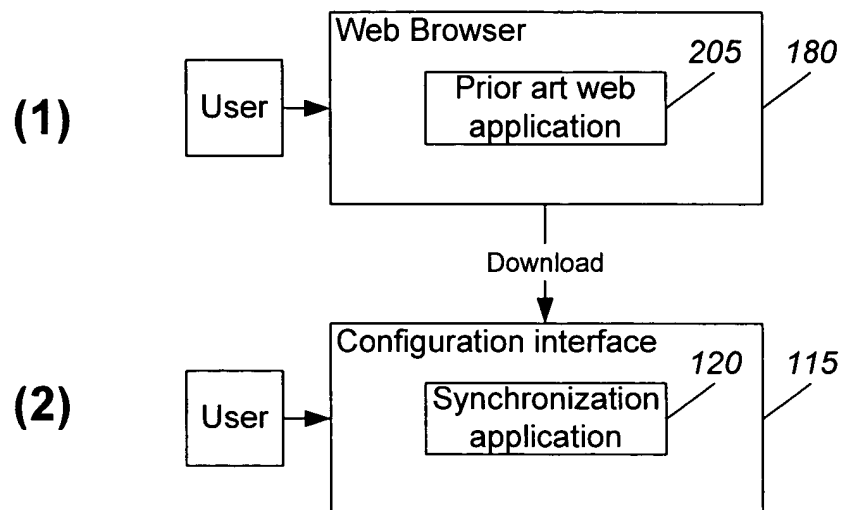 Web Browser
205
180
(1)
User
Prior art web
application
Download
Configuration interface
120
115
(2)
User
Synchronization
application